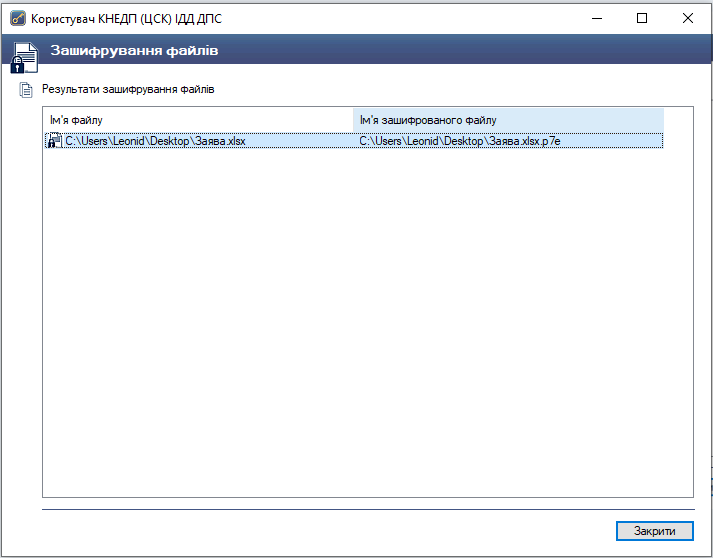 Користувач КНЕДП (ЦСК) ІДД ДПС
Зашифрування файлів
Результати зашифрування файлів
Ім'я файлу Ім'я зашифрованого файлу
C:\Users\Leonid\Desktop\Заява.xlsx C:\Users\Leonid\Desktop\Заява.xlsx.p7e
Закрити